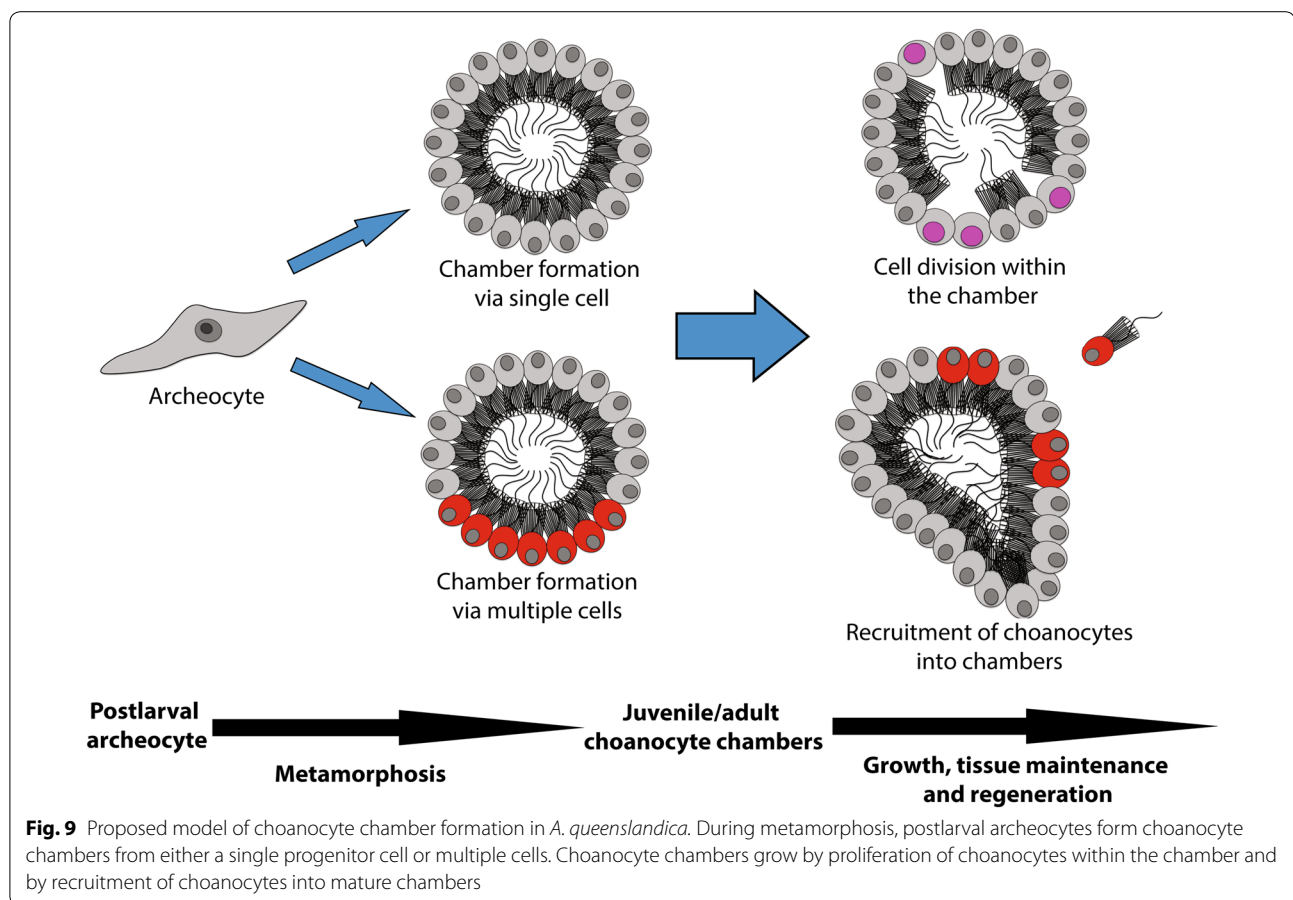 Chamber formation
via single cell
Cell division within
the chamber
Archeocyte
Chamber formation
via multiple cells
Recruitment of choanocytes
into chambers
Postlarval
archeocyte
Metamorphosis
Juvenile/adult
choanocyte chambers
Growth, tissue maintenance
and regeneration
Fig. 9 Proposed model of choanocyte chamber formation in A. queenslandica. During metamorphosis, postlarval archeocytes form choanocyte
chambers from either a single progenitor cell or multiple cells. Choanocyte chambers grow by proliferation of choanocytes within the chamber and
by recruitment of choanocytes into mature chambers